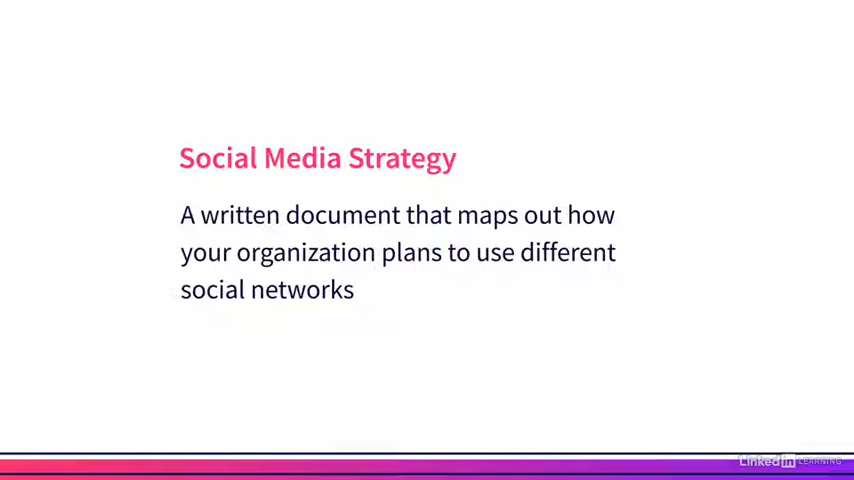 Social Media Strategy
A written document that maps out how
your organization plans to use different
social networks
LinkedIn LEARNING